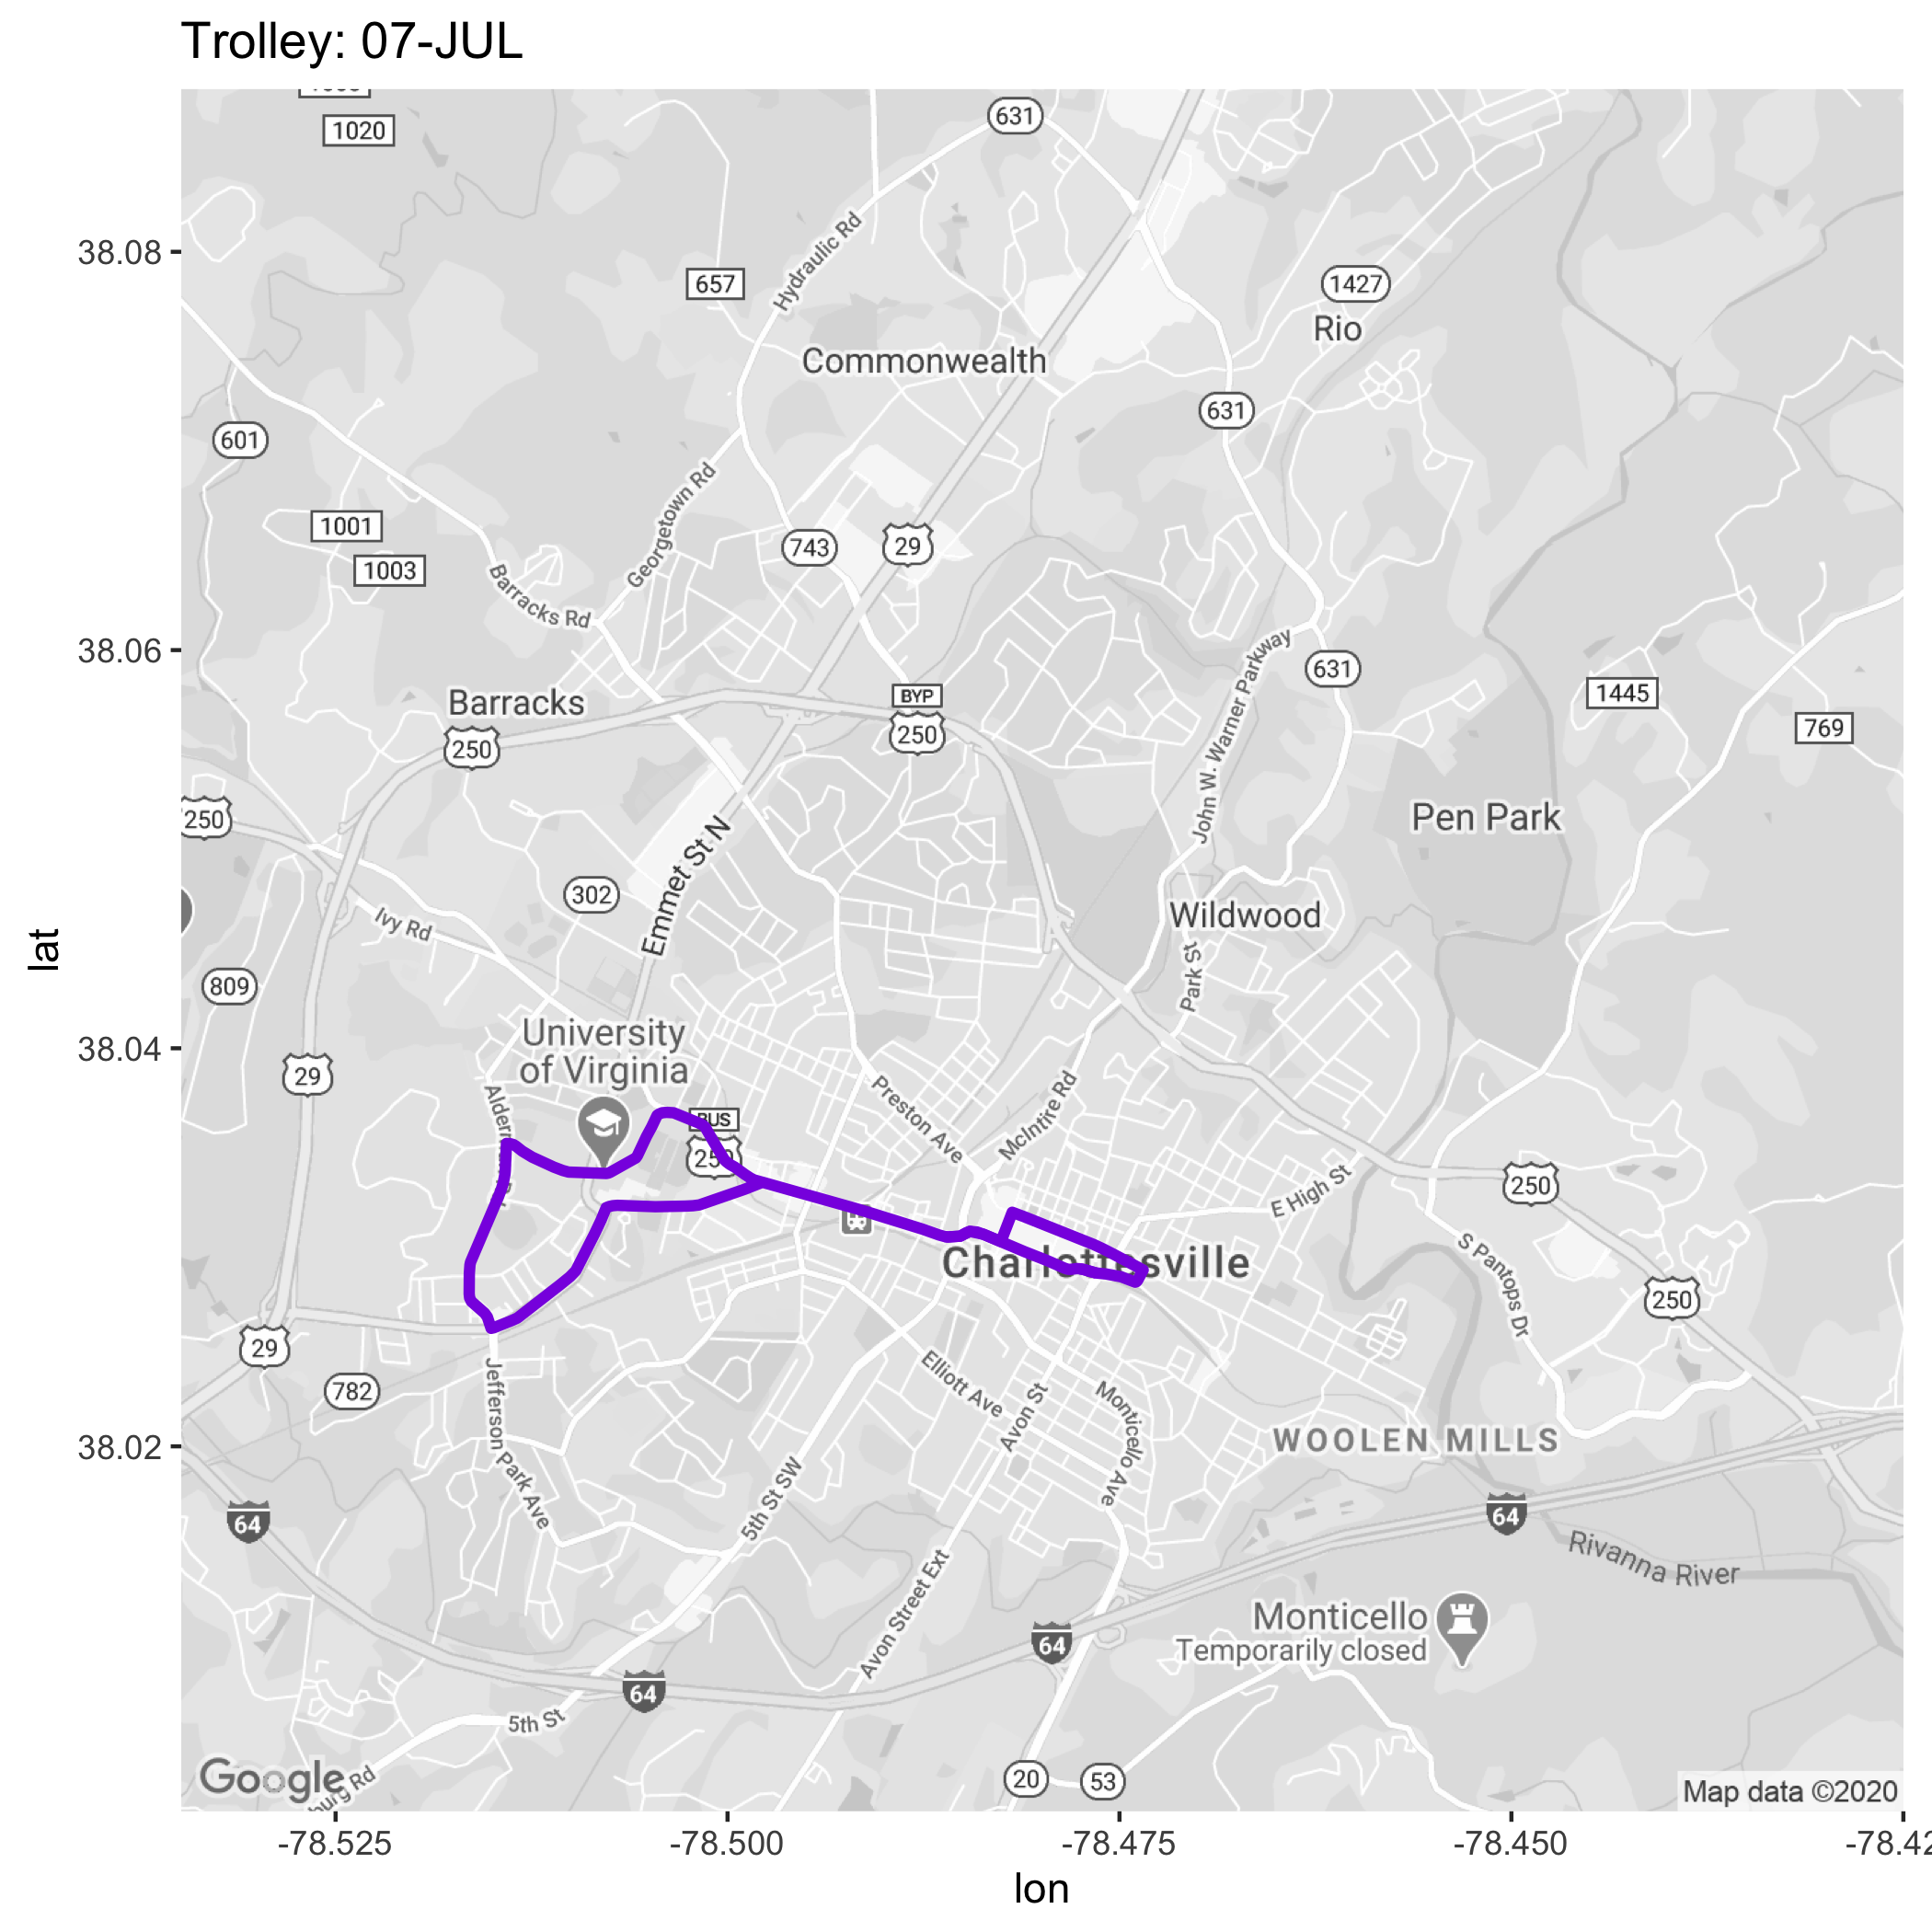 Trolley: 07-JUL
1020
631
Hydraulic Rd
657
1427
Rio
Commonwealth
631
601
Georgetown Rd
1001
743
29
1003
Barracks Rd
John W. Warner Parkway
631
Barracks
BYP
250
250
1445
769
250
Pen Park
Emmet St N
302
Ivy Rd
Wildwood
Park St
809
University
of Virginia
29
Preston Ave
McIntire Rd
BUS
250
E High St
250
S Pantops Dr
Charlottesville
250
29
782
Jefferson Park Ave
Elliott Ave
Avon St
Monticello Ave
WOOLEN MILLS
5th St SW
64
64
Rivanna River
Avon Street Ext
Monticello
Temporarily closed
64
64
5th St
20
53
Google
burg Rd
Map data ©2020
38.08
38.06
38.04
38.02
lat
-78.525
-78.500
-78.475
-78.450
-78.42
lon